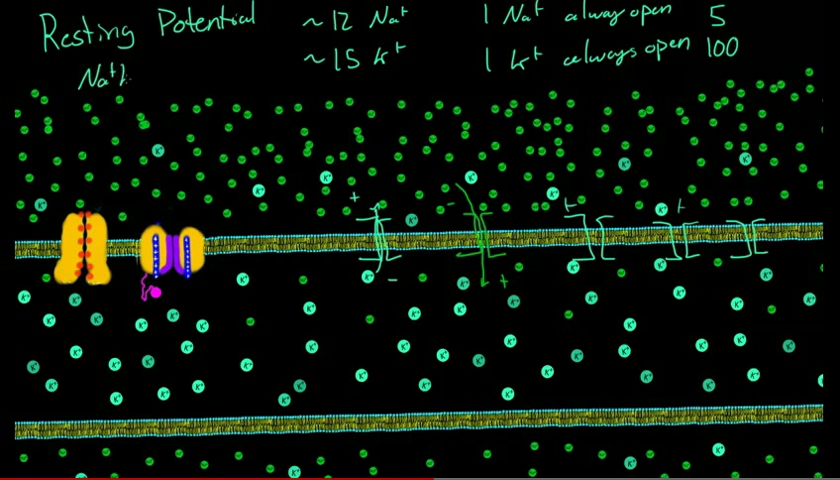 Resting Potential ~12 Na⁺ 1 Na⁺ always open 5
~15 K⁺ 1 K⁺ always open 100
Na⁺/k
+ - + +
- +
K⁺